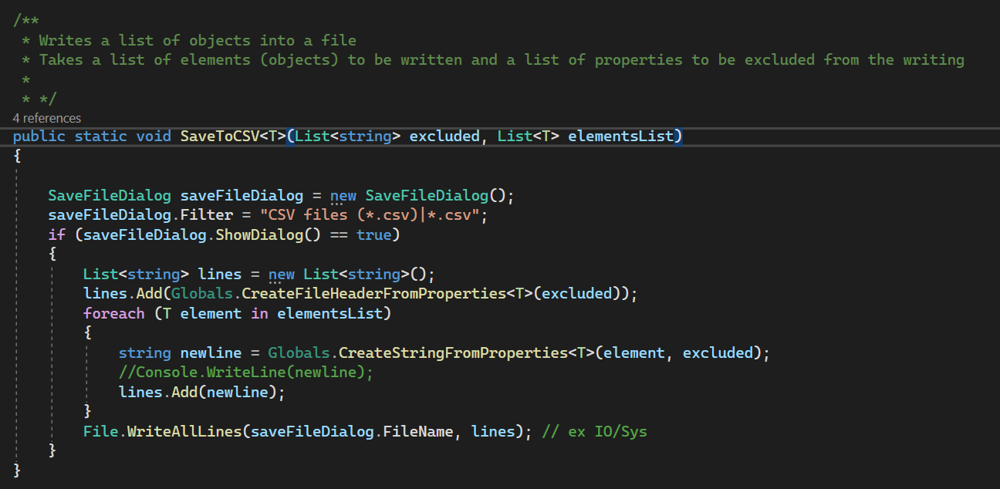 /**
 * Writes a list of objects into a file
 * Takes a list of elements (objects) to be written and a list of properties to be excluded from the writing
 *
 * */
4 references
public static void SaveToCSV<T>(List<string> excluded, List<T> elementsList)
{
    SaveFileDialog saveFileDialog = new SaveFileDialog();
    saveFileDialog.Filter = "CSV files (*.csv)|*.csv";
    if (saveFileDialog.ShowDialog() == true)
    {
        List<string> lines = new List<string>();
        lines.Add(Globals.CreateFileHeaderFromProperties<T>(excluded));
        foreach (T element in elementsList)
        {
            string newline = Globals.CreateStringFromProperties<T>(element, excluded);
            //Console.WriteLine(newline);
            lines.Add(newline);
        }
        File.WriteAllLines(saveFileDialog.FileName, lines); // ex IO/Sys
    }
}